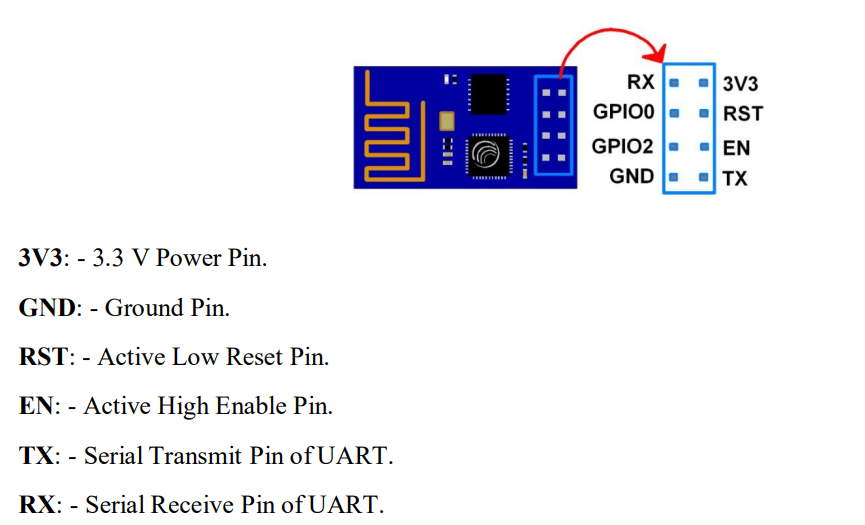 RX 3V3
GPIO0 RST
GPIO2 EN
GND TX
3V3: - 3.3 V Power Pin.
GND: - Ground Pin.
RST: - Active Low Reset Pin.
EN: - Active High Enable Pin.
TX: - Serial Transmit Pin of UART.
RX: - Serial Receive Pin of UART.